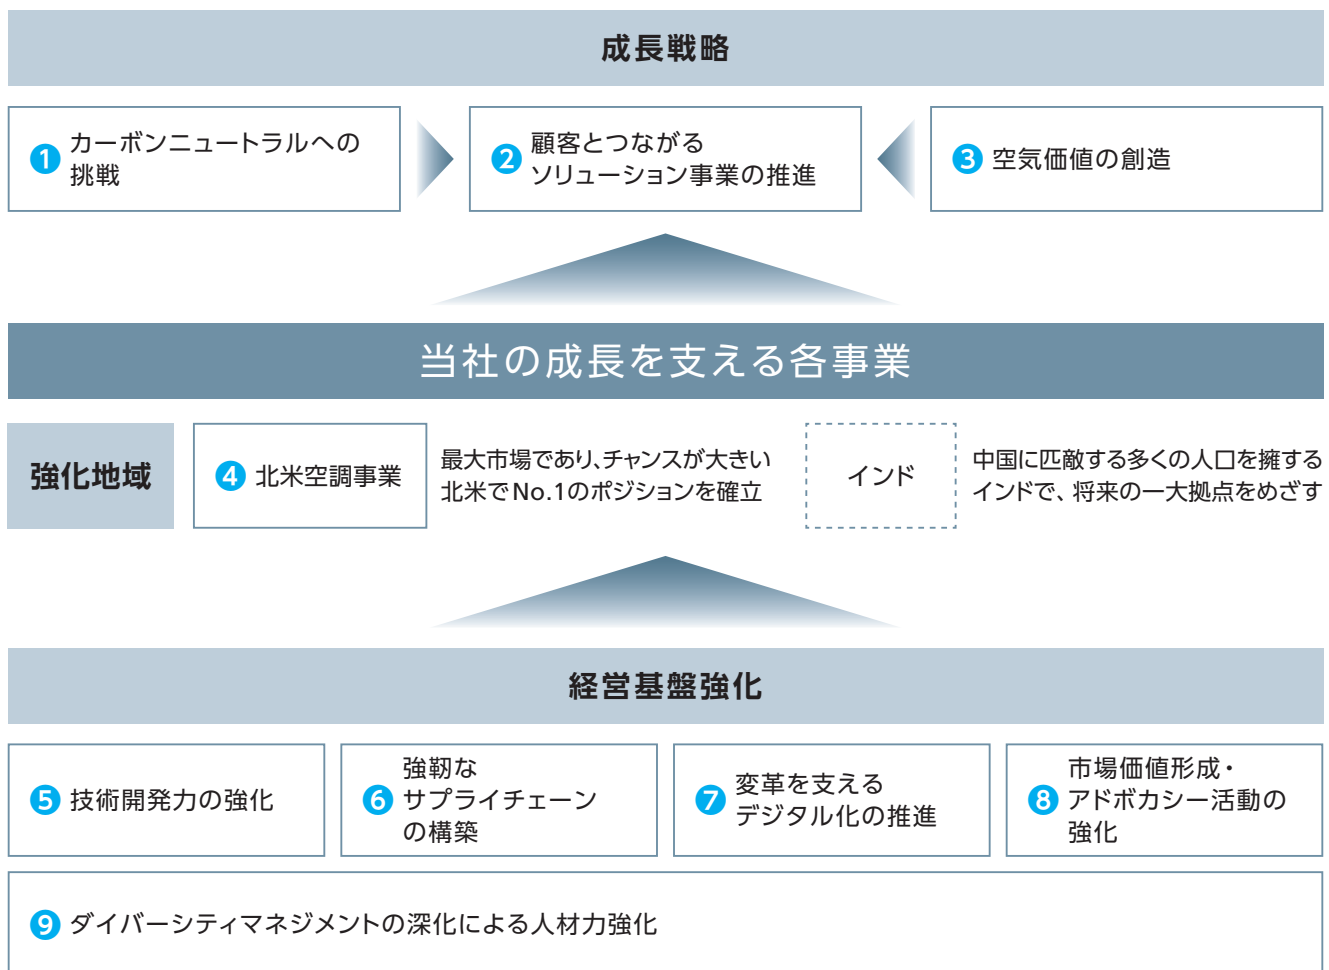 成長戦略
❶ カーボンニュートラルへの
挑戦
❷ 顧客とつながる
ソリューション事業の推進
❸ 空気価値の創造
当社の成長を支える各事業
強化地域
❹ 北米空調事業
最大市場であり、チャンスが大きい
北米でNo.1のポジションを確立
インド
中国に匹敵する多くの人口を擁する
インドで、将来の一大拠点をめざす
経営基盤強化
❺ 技術開発力の強化
❻ 強靭な
サプライチェーン
の構築
❼ 変革を支える
デジタル化の推進
❽ 市場価値形成・
アドボカシー活動の
強化
❾ ダイバーシティマネジメントの深化による人材力強化